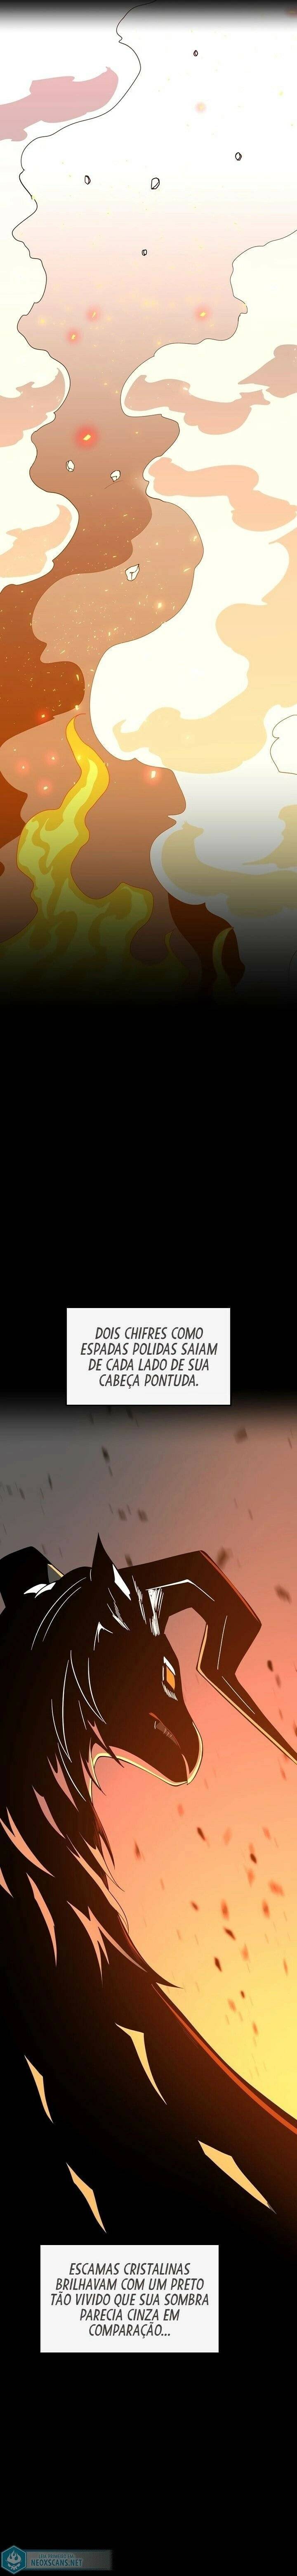 DOIS CHIFRES COMO
ESPADAS POLIDAS SAIAM
DE CADA LADO DE SUA
CABEÇA PONTUDA.
ESCAMAS CRISTALINAS
BRILHAVAM COM UM PRETO
TÃO VIVIDO QUE SUA SOMBRA
PARECIA CINZA EM
COMPARAÇÃO...
NEOXSCANS.NET